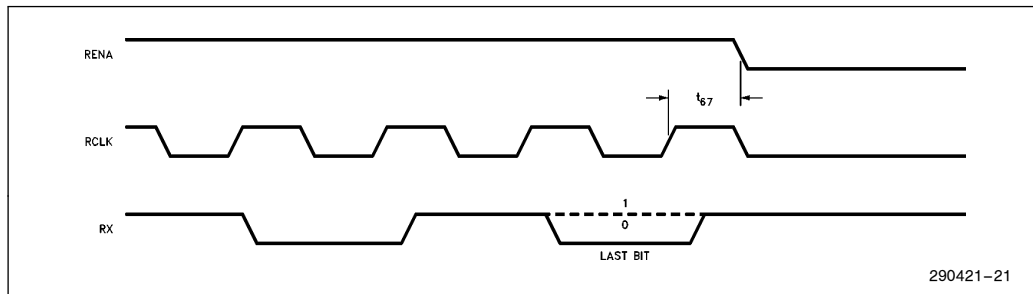 RENA
t67
RCLK
1
RX
0
LAST BIT
290421–21